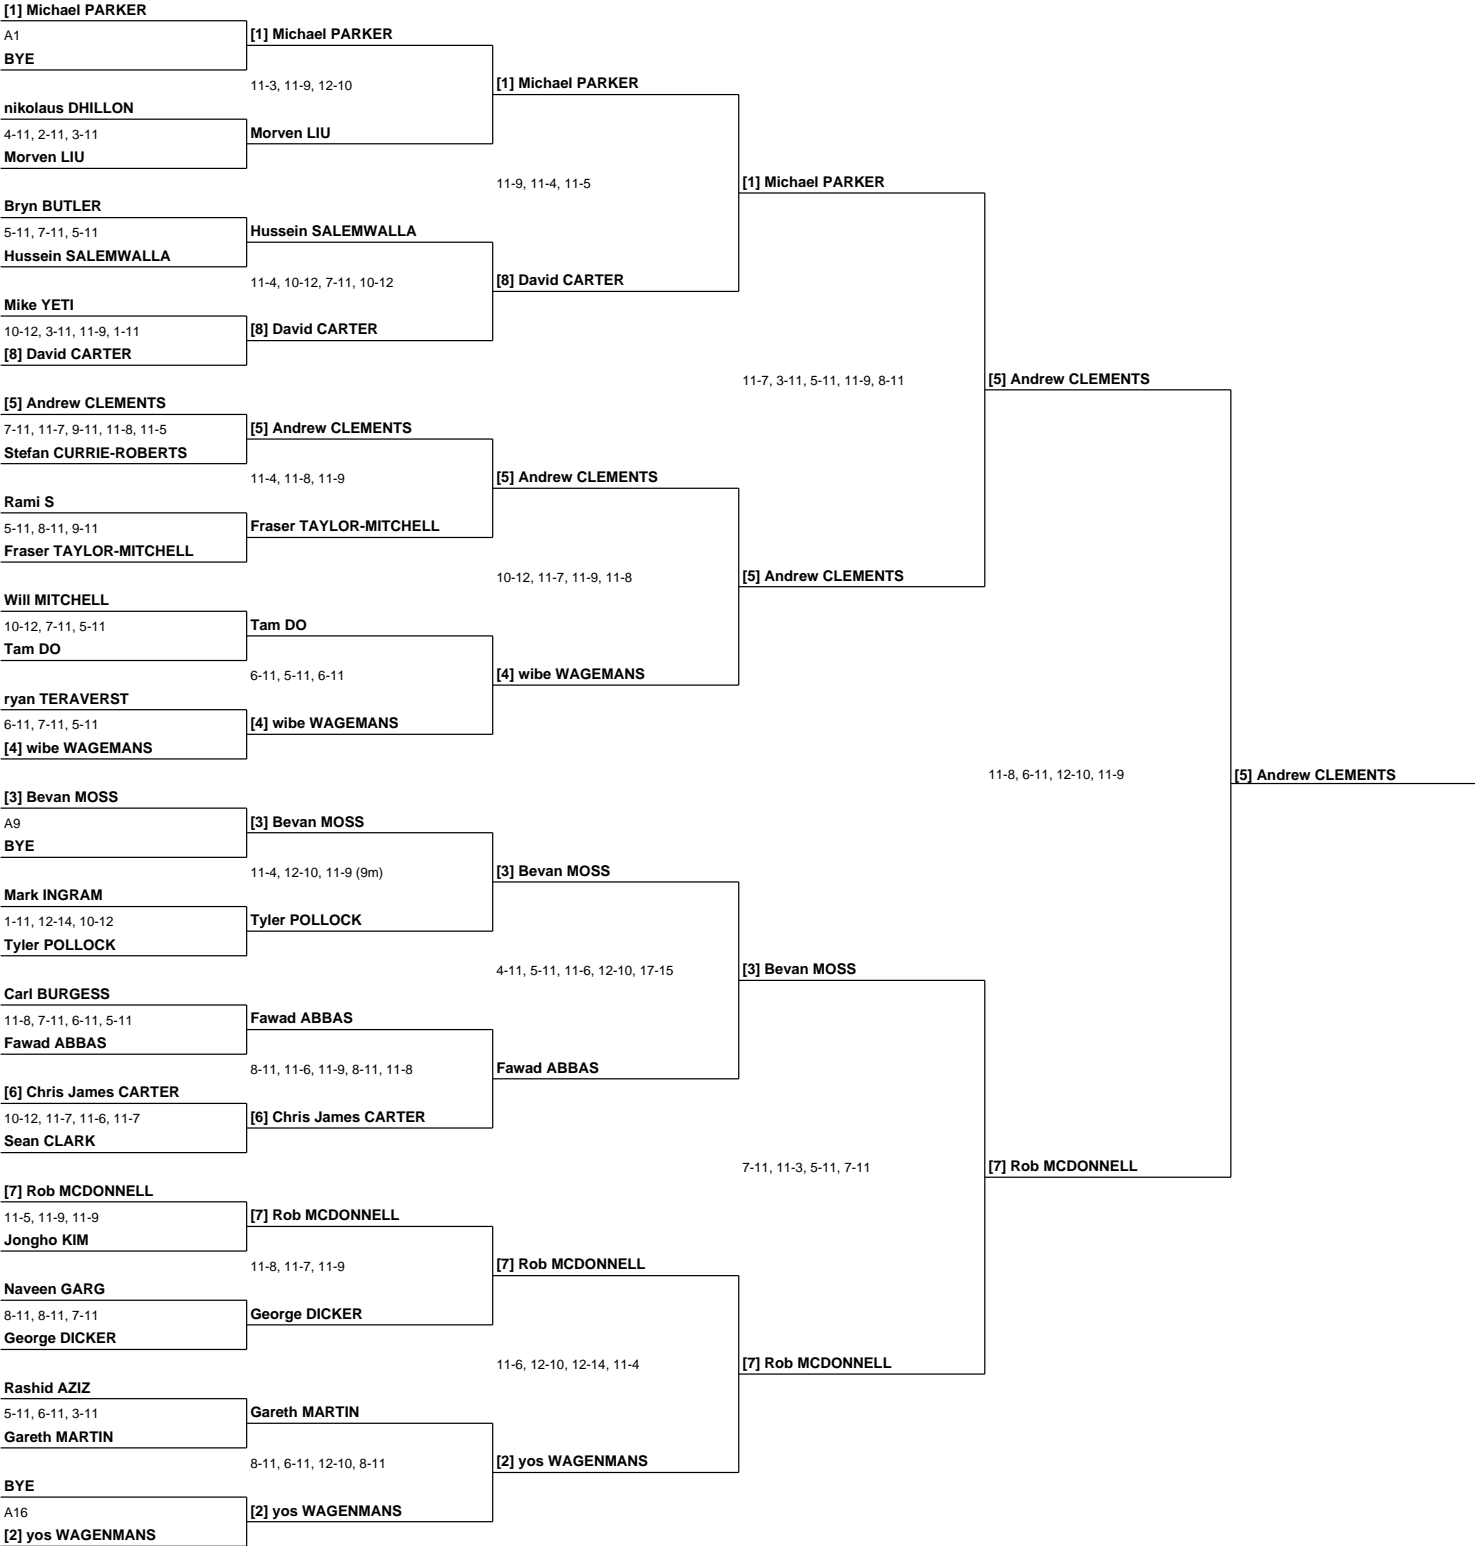 [1] Michael PARKER
A1
[1] Michael PARKER
BYE
11-3, 11-9, 12-10
[1] Michael PARKER
nikolaus DHILLON
4-11, 2-11, 3-11
Morven LIU
Morven LIU
11-9, 11-4, 11-5
[1] Michael PARKER
Bryn BUTLER
5-11, 7-11, 5-11
Hussein SALEMWALLA
Hussein SALEMWALLA
11-4, 10-12, 7-11, 10-12
[8] David CARTER
Mike YETI
10-12, 3-11, 11-9, 1-11
[8] David CARTER
[8] David CARTER
11-7, 3-11, 5-11, 11-9, 8-11
[5] Andrew CLEMENTS
[5] Andrew CLEMENTS
7-11, 11-7, 9-11, 11-8, 11-5
[5] Andrew CLEMENTS
Stefan CURRIE-ROBERTS
11-4, 11-8, 11-9
[5] Andrew CLEMENTS
Rami S
5-11, 8-11, 9-11
Fraser TAYLOR-MITCHELL
Fraser TAYLOR-MITCHELL
10-12, 11-7, 11-9, 11-8
[5] Andrew CLEMENTS
Will MITCHELL
10-12, 7-11, 5-11
Tam DO
Tam DO
6-11, 5-11, 6-11
[4] wibe WAGEMANS
ryan TERAVERST
6-11, 7-11, 5-11
[4] wibe WAGEMANS
[4] wibe WAGEMANS
11-8, 6-11, 12-10, 11-9
[5] Andrew CLEMENTS
[3] Bevan MOSS
A9
[3] Bevan MOSS
BYE
11-4, 12-10, 11-9 (9m)
[3] Bevan MOSS
Mark INGRAM
1-11, 12-14, 10-12
Tyler POLLOCK
Tyler POLLOCK
4-11, 5-11, 11-6, 12-10, 17-15
[3] Bevan MOSS
Carl BURGESS
11-8, 7-11, 6-11, 5-11
Fawad ABBAS
Fawad ABBAS
8-11, 11-6, 11-9, 8-11, 11-8
Fawad ABBAS
[6] Chris James CARTER
10-12, 11-7, 11-6, 11-7
[6] Chris James CARTER
Sean CLARK
7-11, 11-3, 5-11, 7-11
[7] Rob MCDONNELL
[7] Rob MCDONNELL
11-5, 11-9, 11-9
[7] Rob MCDONNELL
Jongho KIM
11-8, 11-7, 11-9
[7] Rob MCDONNELL
Naveen GARG
8-11, 8-11, 7-11
George DICKER
George DICKER
11-6, 12-10, 12-14, 11-4
[7] Rob MCDONNELL
Rashid AZIZ
5-11, 6-11, 3-11
Gareth MARTIN
Gareth MARTIN
8-11, 6-11, 12-10, 8-11
[2] yos WAGENMANS
BYE
A16
[2] yos WAGENMANS
[2] yos WAGENMANS